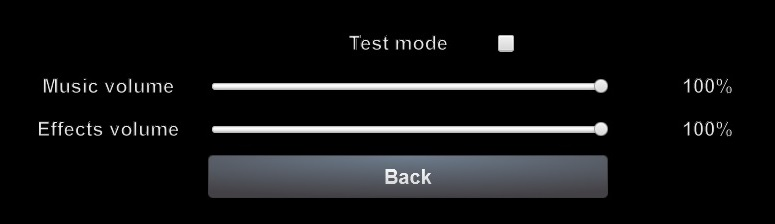 Test mode
Music volume 100%
Effects volume 100%
Back